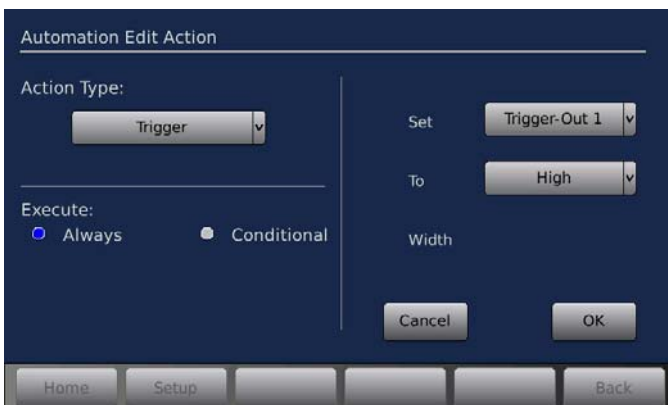 Automation Edit Action
Action Type:
Trigger
Execute:
Always
Conditional
Set
Trigger-Out 1
To
High
Width
Cancel
OK
Home
Setup
Back